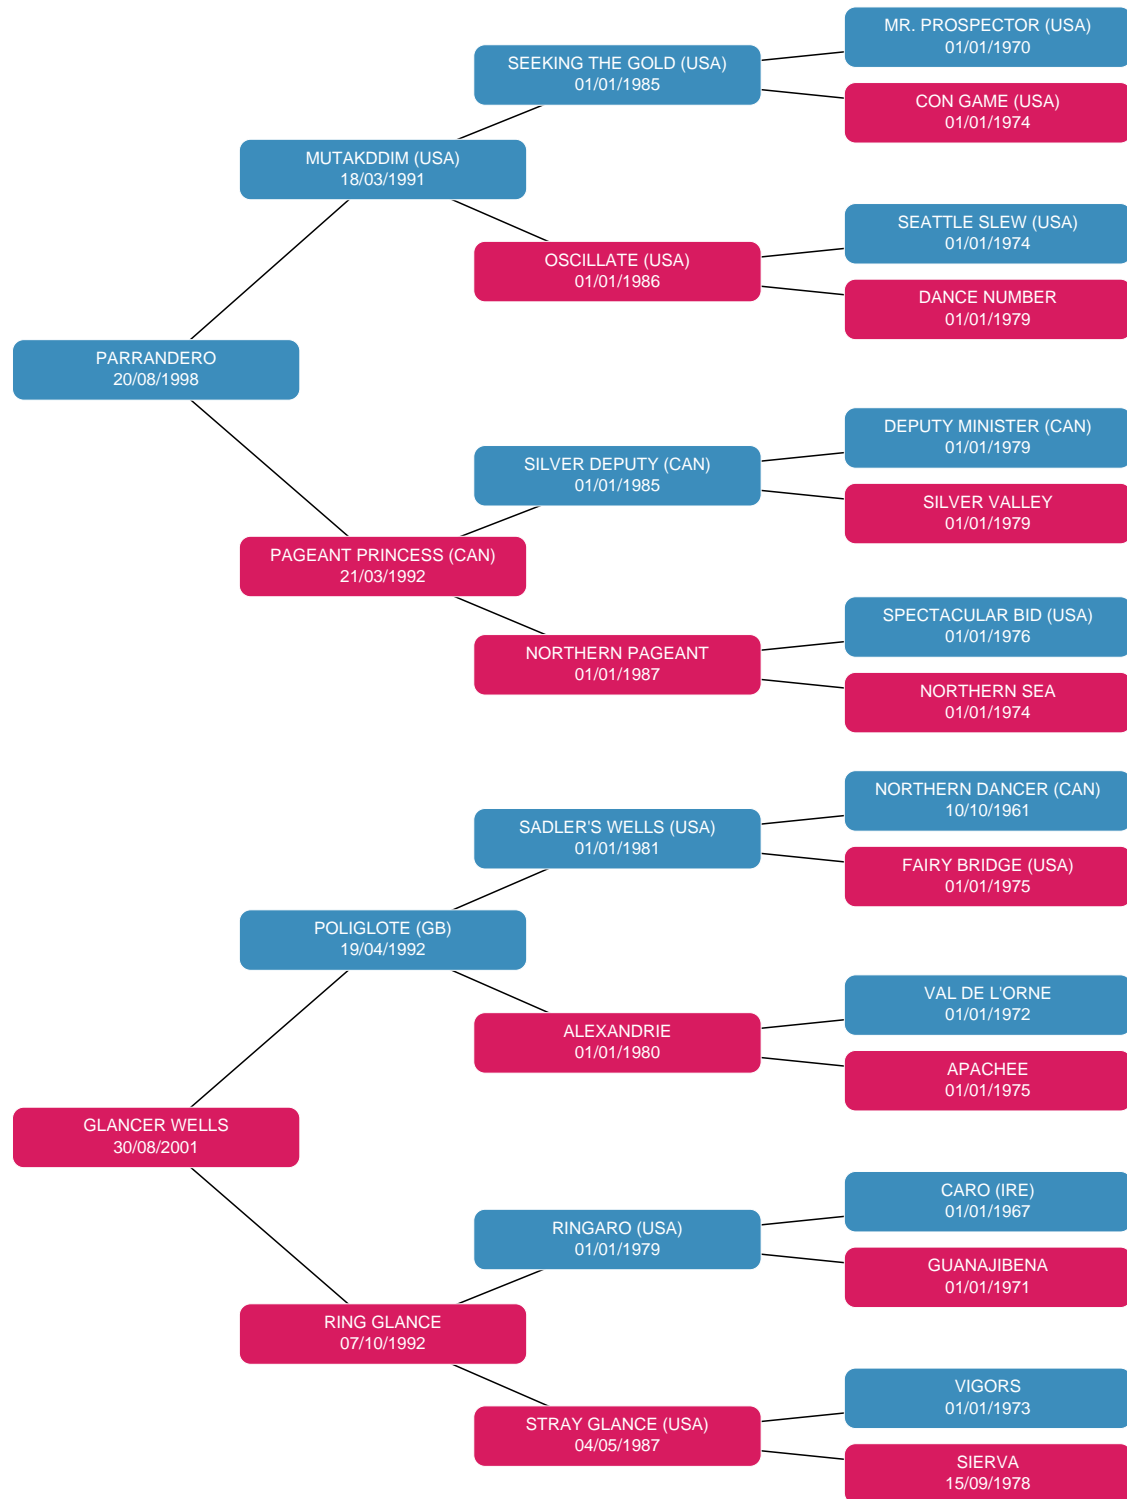 MR. PROSPECTOR (USA)
01/01/1970
SEEKING THE GOLD (USA)
01/01/1985
CON GAME (USA)
01/01/1974
MUTAKDDIM (USA)
18/03/1991
SEATTLE SLEW (USA)
01/01/1974
OSCILLATE (USA)
01/01/1986
DANCE NUMBER
01/01/1979
PARRANDERO
20/08/1998
DEPUTY MINISTER (CAN)
01/01/1979
SILVER DEPUTY (CAN)
01/01/1985
SILVER VALLEY
01/01/1979
PAGEANT PRINCESS (CAN)
21/03/1992
SPECTACULAR BID (USA)
01/01/1976
NORTHERN PAGEANT
01/01/1987
NORTHERN SEA
01/01/1974
NORTHERN DANCER (CAN)
10/10/1961
SADLER'S WELLS (USA)
01/01/1981
FAIRY BRIDGE (USA)
01/01/1975
POLIGLOTE (GB)
19/04/1992
VAL DE L'ORNE
01/01/1972
ALEXANDRIE
01/01/1980
APACHEE
01/01/1975
GLANCER WELLS
30/08/2001
CARO (IRE)
01/01/1967
RINGARO (USA)
01/01/1979
GUANAJIBENA
01/01/1971
RING GLANCE
07/10/1992
VIGORS
01/01/1973
STRAY GLANCE (USA)
04/05/1987
SIERVA
15/09/1978